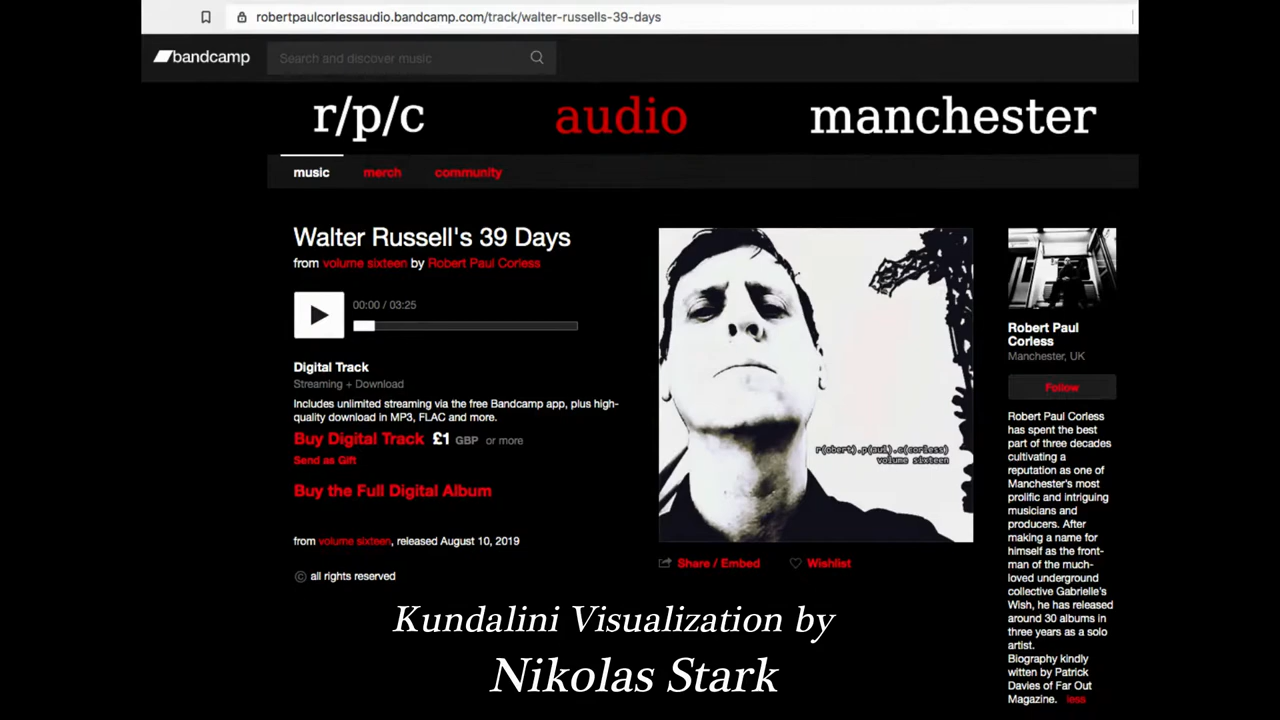 robertpaulcorlessaudio.bandcamp.com/track/walter-russells-39-days
bandcamp
Search and discover music
r/p/c audio manchester
music merch community
Walter Russell's 39 Days
from volume sixteen by Robert Paul Corless
00:00 / 03:25
Digital Track
Streaming + Download
Includes unlimited streaming via the free Bandcamp app, plus high-
quality download in MP3, FLAC and more.
Buy Digital Track £1 GBP or more
Send as Gift
Buy the Full Digital Album
from volume sixteen, released August 10, 2019
© all rights reserved
r(obert).p(aul).c(orless)
volume sixteen
Share / Embed Wishlist
Robert Paul
Corless
Manchester, UK
Follow
Robert Paul Corless
has spent the best
part of three decades
cultivating a
reputation as one of
Manchester's most
prolific and intriguing
musicians and
producers. After
making a name for
himself as the front-
man of the much-
loved underground
collective Gabrielle's
Wish, he has released
around 30 albums in
three years as a solo
artist.
Biography kindly
witten by Patrick
Davies of Far Out
Magazine. less
Kundalini Visualization by
Nikolas Stark